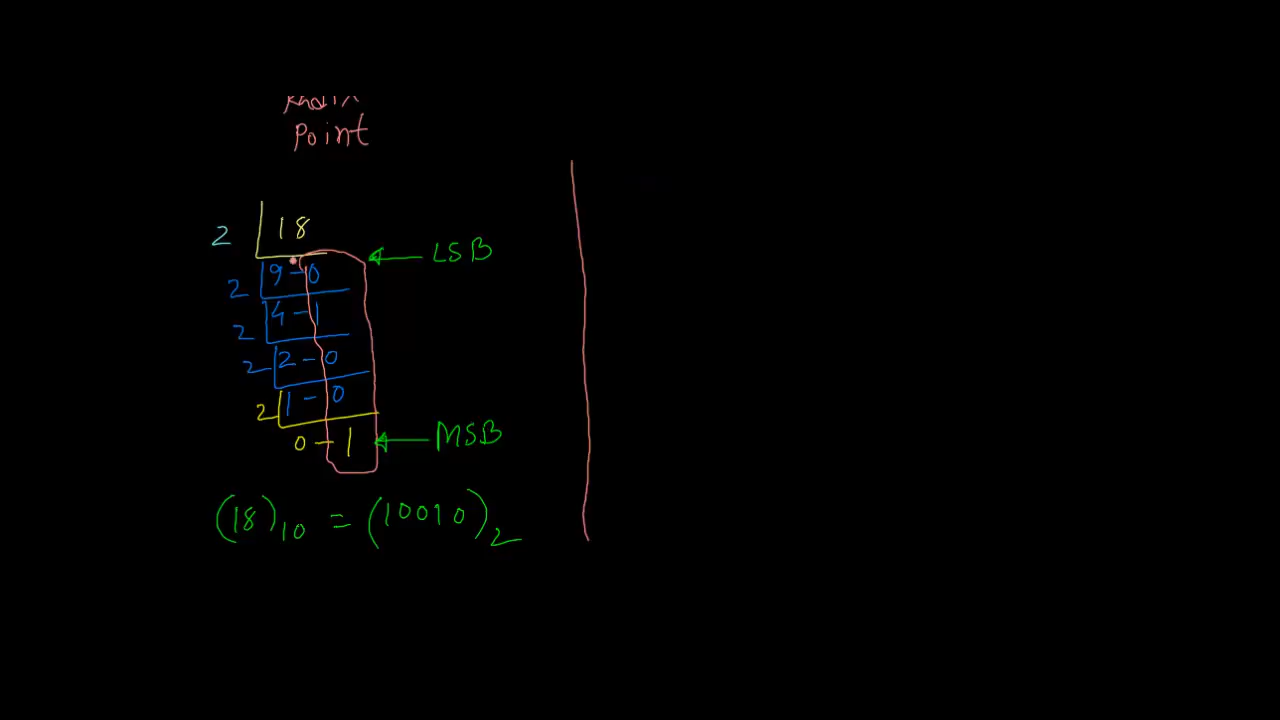 Radix
Point
2 18
LSB
2 9 - 0
2 4 - 1
2 2 - 0
2 1 - 0
0 - 1
MSB
(18)10 = (10010)2